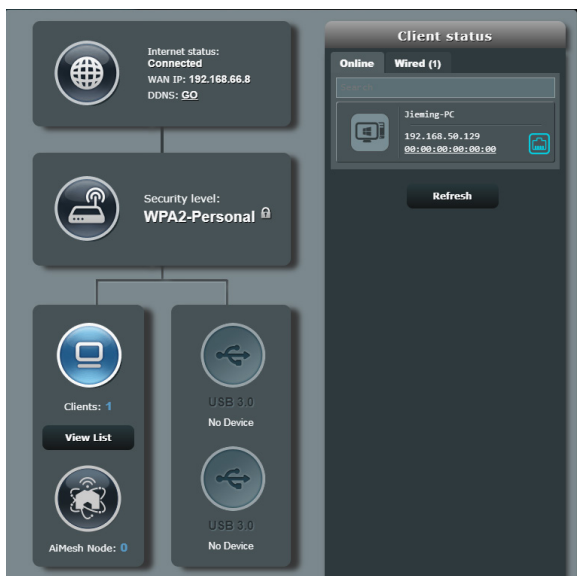 Internet status:
Connected
WAN IP: 192.168.66.8
DDNS: GO
Security level:
WPA2-Personal
Clients: 1
View List
AiMesh Node: 0
USB 3.0
No Device
USB 3.0
No Device
Client status
Online Wired (1)
Search
Jieming-PC
192.168.50.129
00:00:00:00:00:00
Refresh